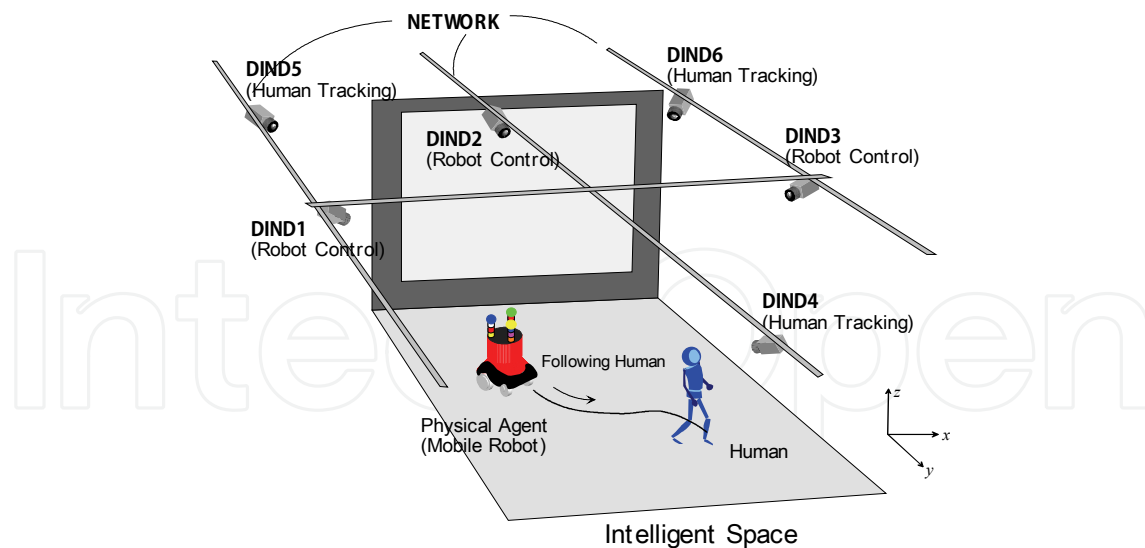 NETWORK
DIND5
(Human Tracking)
DIND6
(Human Tracking)
DIND2
(Robot Control)
DIND3
(Robot Control)
DIND1
(Robot Control)
DIND4
(Human Tracking)
Following Human
Physical Agent
(Mobile Robot)
Human
z
x
y
Intelligent Space
IntechOpen